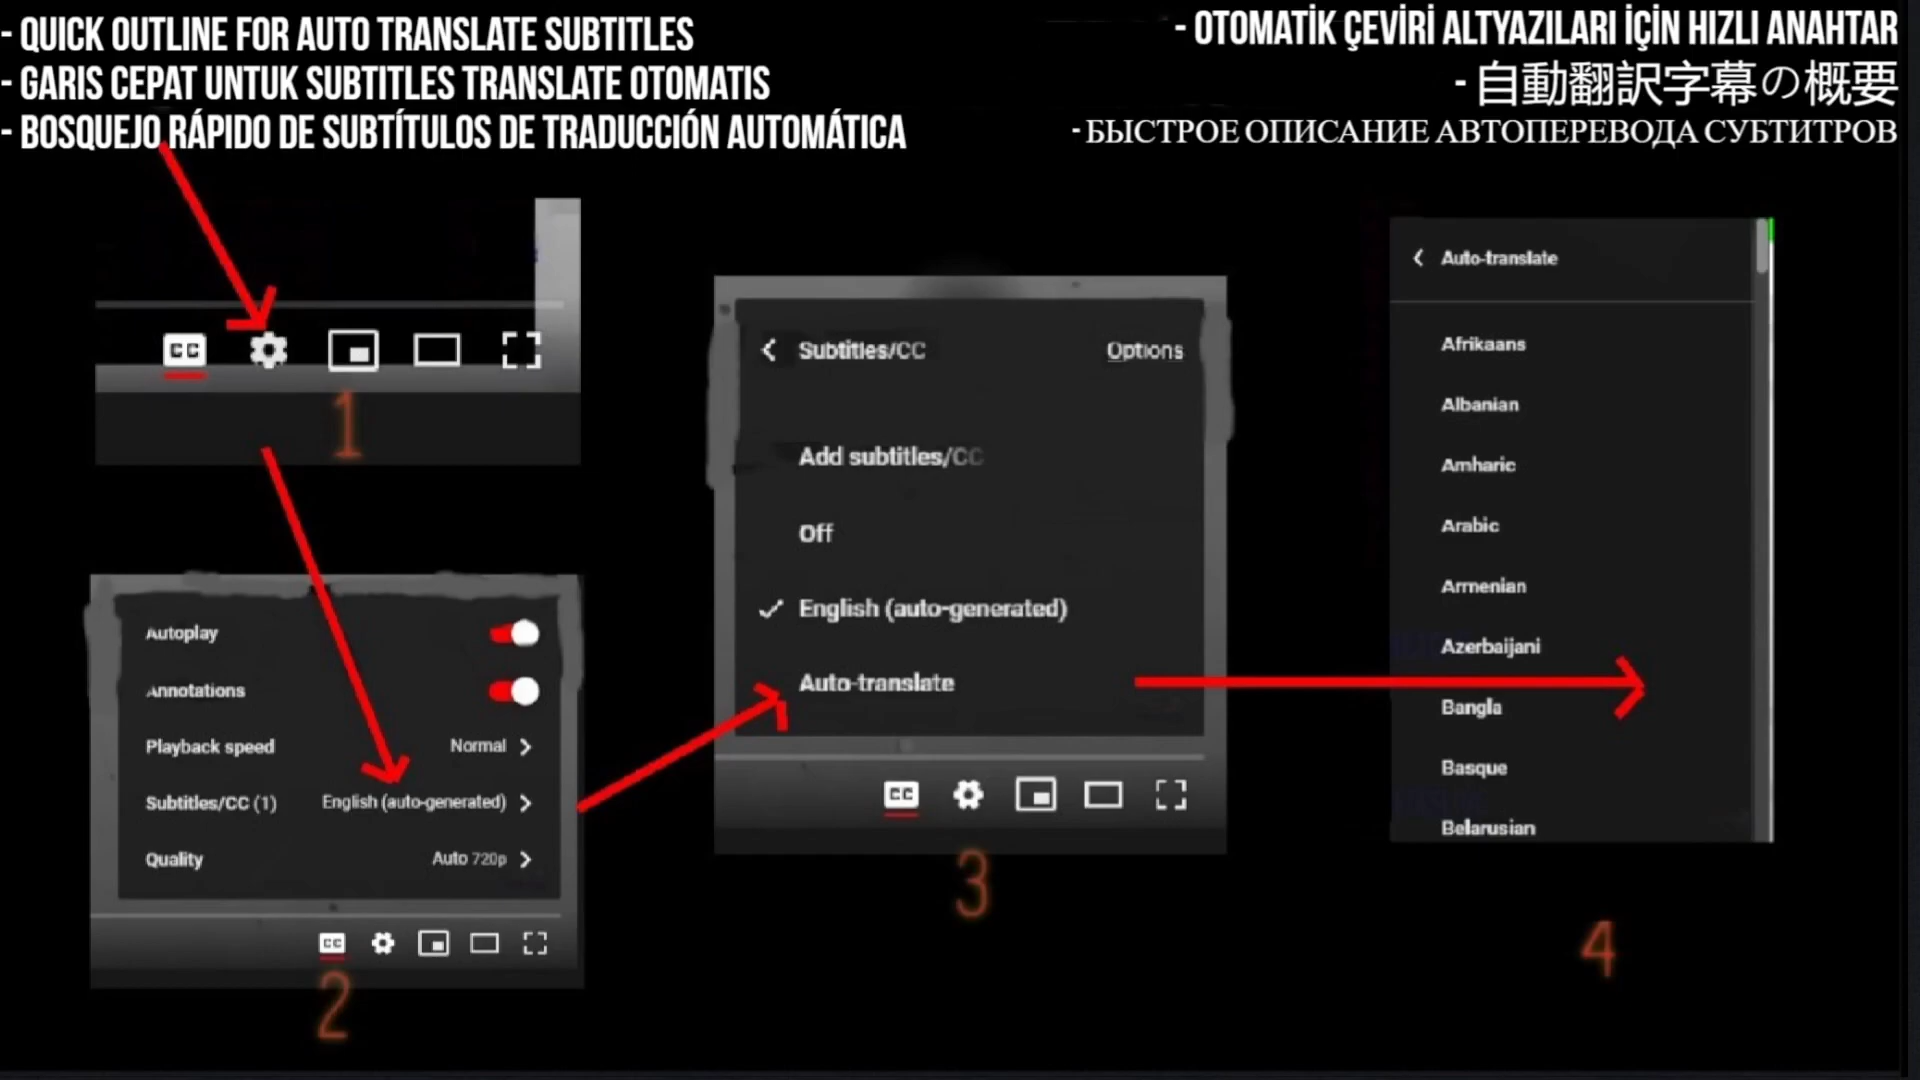 - QUICK OUTLINE FOR AUTO TRANSLATE SUBTITLES
- GARIS CEPAT UNTUK SUBTITLES TRANSLATE OTOMATIS
- BOSQUEJO RÁPIDO DE SUBTÍTULOS DE TRADUCCIÓN AUTOMÁTICA
- OTOMATİK ÇEVİRİ ALTYAZILARI İÇİN HIZLI ANAHTAR
- 自動翻訳字幕の概要
- БЫСТРОЕ ОПИСАНИЕ АВТОПЕРЕВОДА СУБТИТРОВ
CC
1
Autoplay
Annotations
Playback speed Normal
Subtitles/CC (1) English (auto-generated)
Quality Auto 720p
CC
2
Subtitles/CC Options
Add subtitles/CC
Off
English (auto-generated)
Auto-translate
CC
3
Auto-translate
Afrikaans
Albanian
Amharic
Arabic
Armenian
Azerbaijani
Bangla
Basque
Belarusian
4